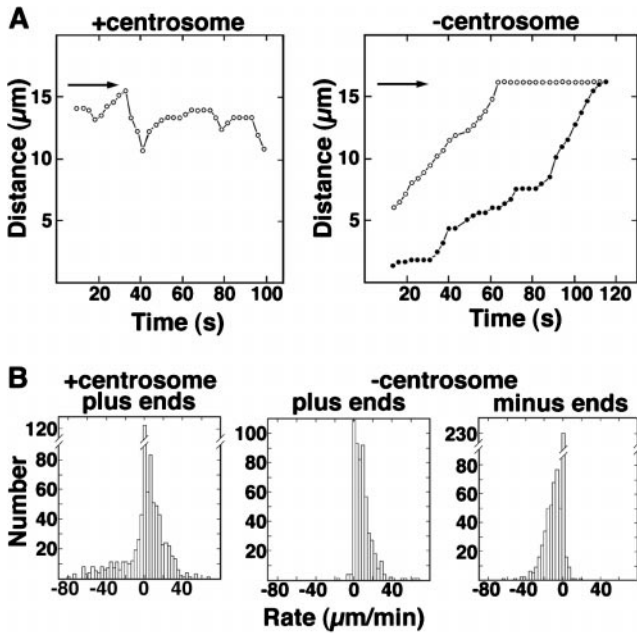 A
+centrosome
-centrosome
Distance (µm)
15
10
5
20 40 60 80 100
Time (s)
Distance (µm)
15
10
5
20 40 60 80 100 120
Time (s)
B
+centrosome
plus ends
-centrosome
plus ends
minus ends
Number
120
80
60
40
20
-80 -40 0 40
100
80
60
40
20
-80 -40 0 40
230
80
60
40
20
-80 -40 0 40
Rate (µm/min)